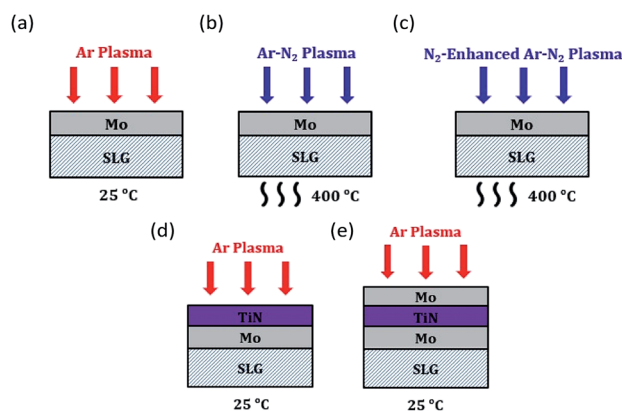 (a)
Ar Plasma
Mo
SLG
25 °C
(b)
Ar-N₂ Plasma
Mo
SLG
400 °C
(c)
N₂-Enhanced Ar-N₂ Plasma
Mo
SLG
400 °C
(d)
Ar Plasma
TiN
Mo
SLG
25 °C
(e)
Ar Plasma
Mo
TiN
Mo
SLG
25 °C